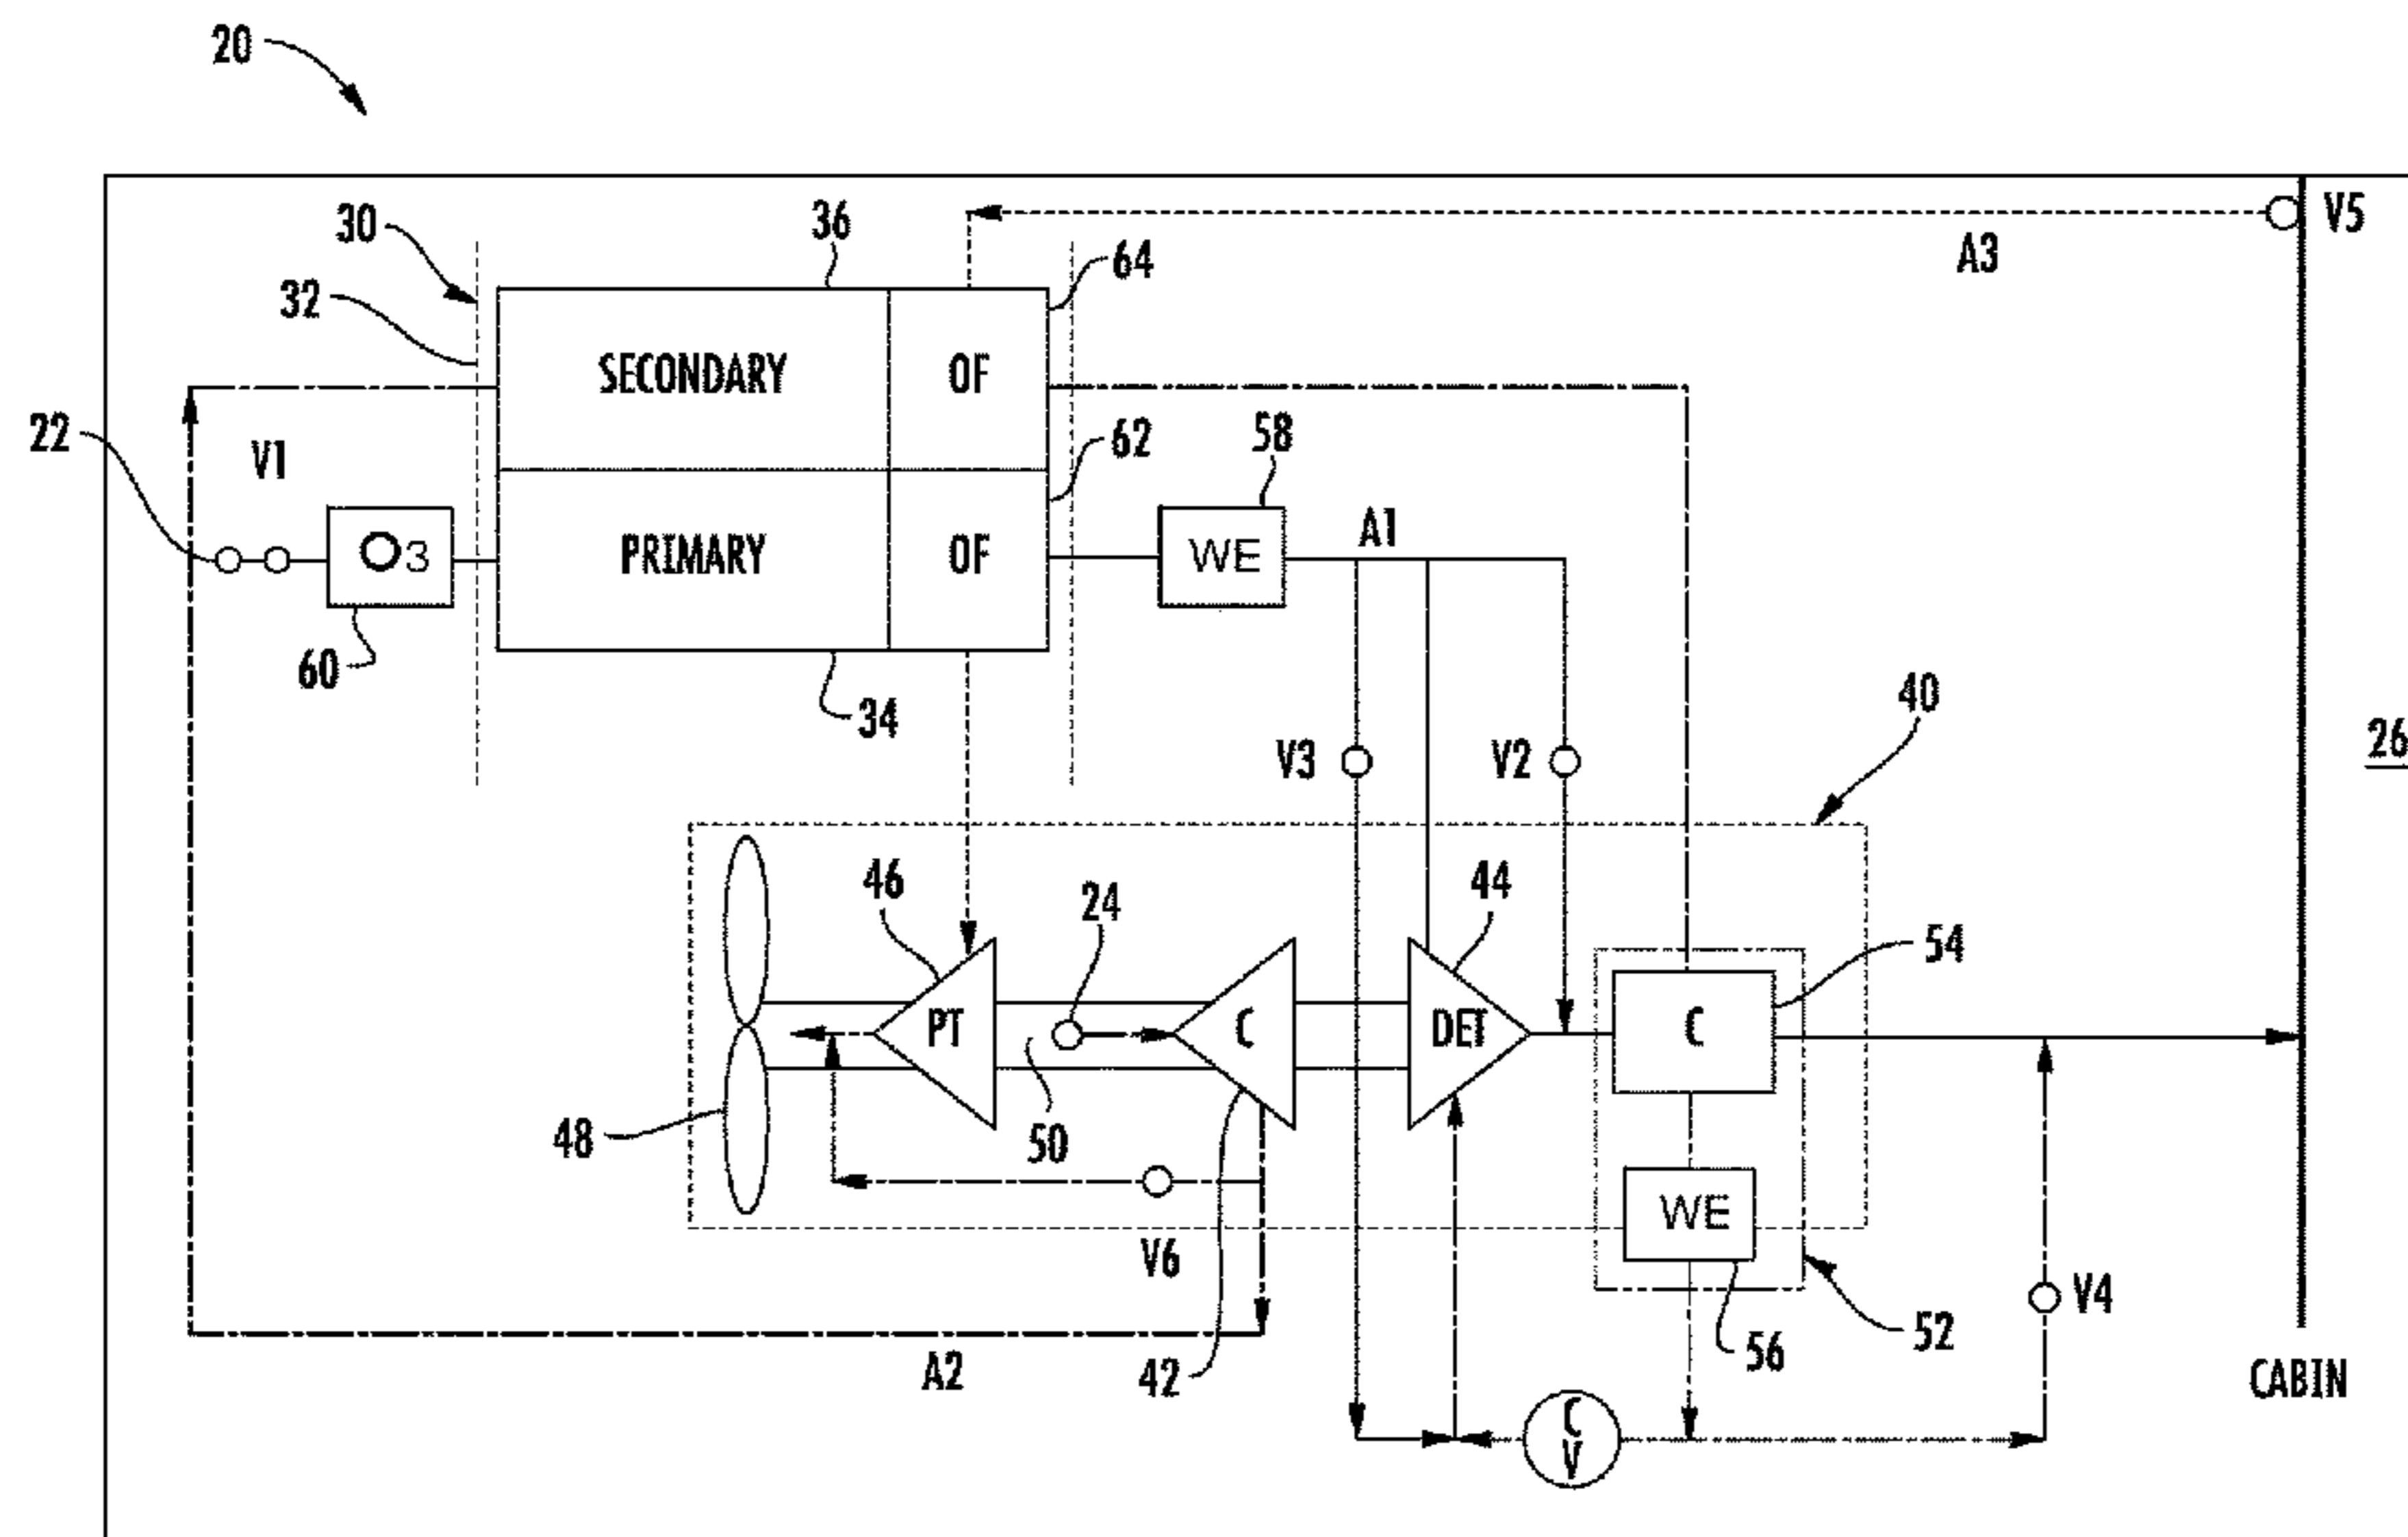 20
30
36
V5
64
A3
32
SECONDARY
OF
22
V1
62
58
A1
O3
PRIMARY
OF
WE
60
34
40
V3
V2
26
46
24
44
54
PT
C
DET
C
48
50
WE
V6
A2
42
56
52
V4
CABIN
C
V